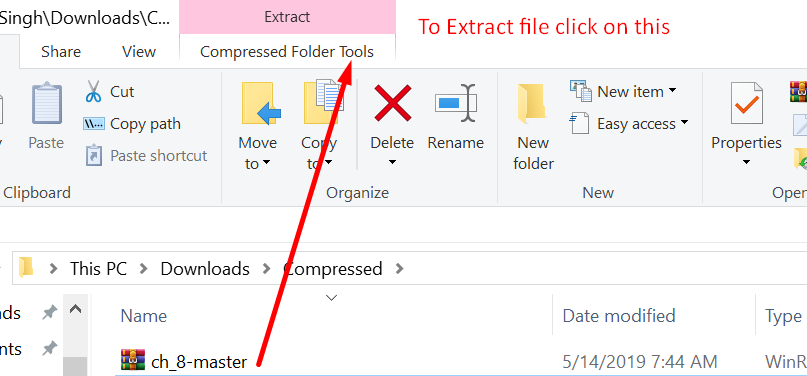 Singh\Downloads\C...
Extract
To Extract file click on this
Share
View
Compressed Folder Tools
Paste
Cut
Copy path
Paste shortcut
Move to
Copy to
Delete
Rename
New folder
New item
Easy access
Properties
Clipboard
Organize
New
Open
This PC
Downloads
Compressed
ads
Name
Date modified
Type
nts
ch_8-master
5/14/2019 7:44 AM
WinR